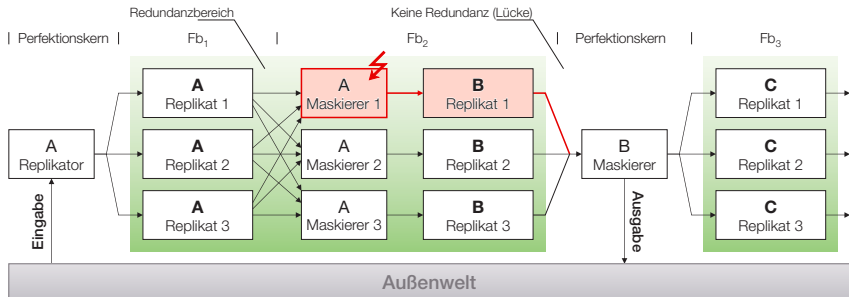 Redundanzbereich
Keine Redundanz (Lücke)
Perfektionskern
Fb1
Fb2
Perfektionskern
Fb3
A
Replikat 1
A
Maskierer 1
B
Replikat 1
C
Replikat 1
A
Replikator
A
Replikat 2
A
Maskierer 2
B
Replikat 2
B
Maskierer
C
Replikat 2
A
Replikat 3
A
Maskierer 3
B
Replikat 3
C
Replikat 3
Eingabe
Ausgabe
Außenwelt